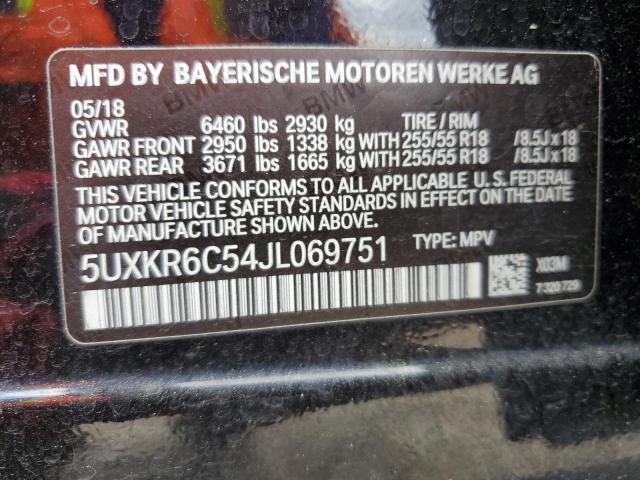 MFD BY BAYERISCHE MOTOREN WERKE AG
05/18
GVWR 6460 lbs 2930 kg TIRE / RIM
GAWR FRONT 2950 lbs 1338 kg WITH 255/55 R18 /8.5J x 18
GAWR REAR 3671 lbs 1665 kg WITH 255/55 R18 /8.5J x 18
THIS VEHICLE CONFORMS TO ALL APPLICABLE U.S. FEDERAL
MOTOR VEHICLE SAFETY STANDARDS IN EFFECT ON THE DATE
OF MANUFACTURE SHOWN ABOVE.
5UXKR6C54JL069751 TYPE: MPV
X03M
7320729